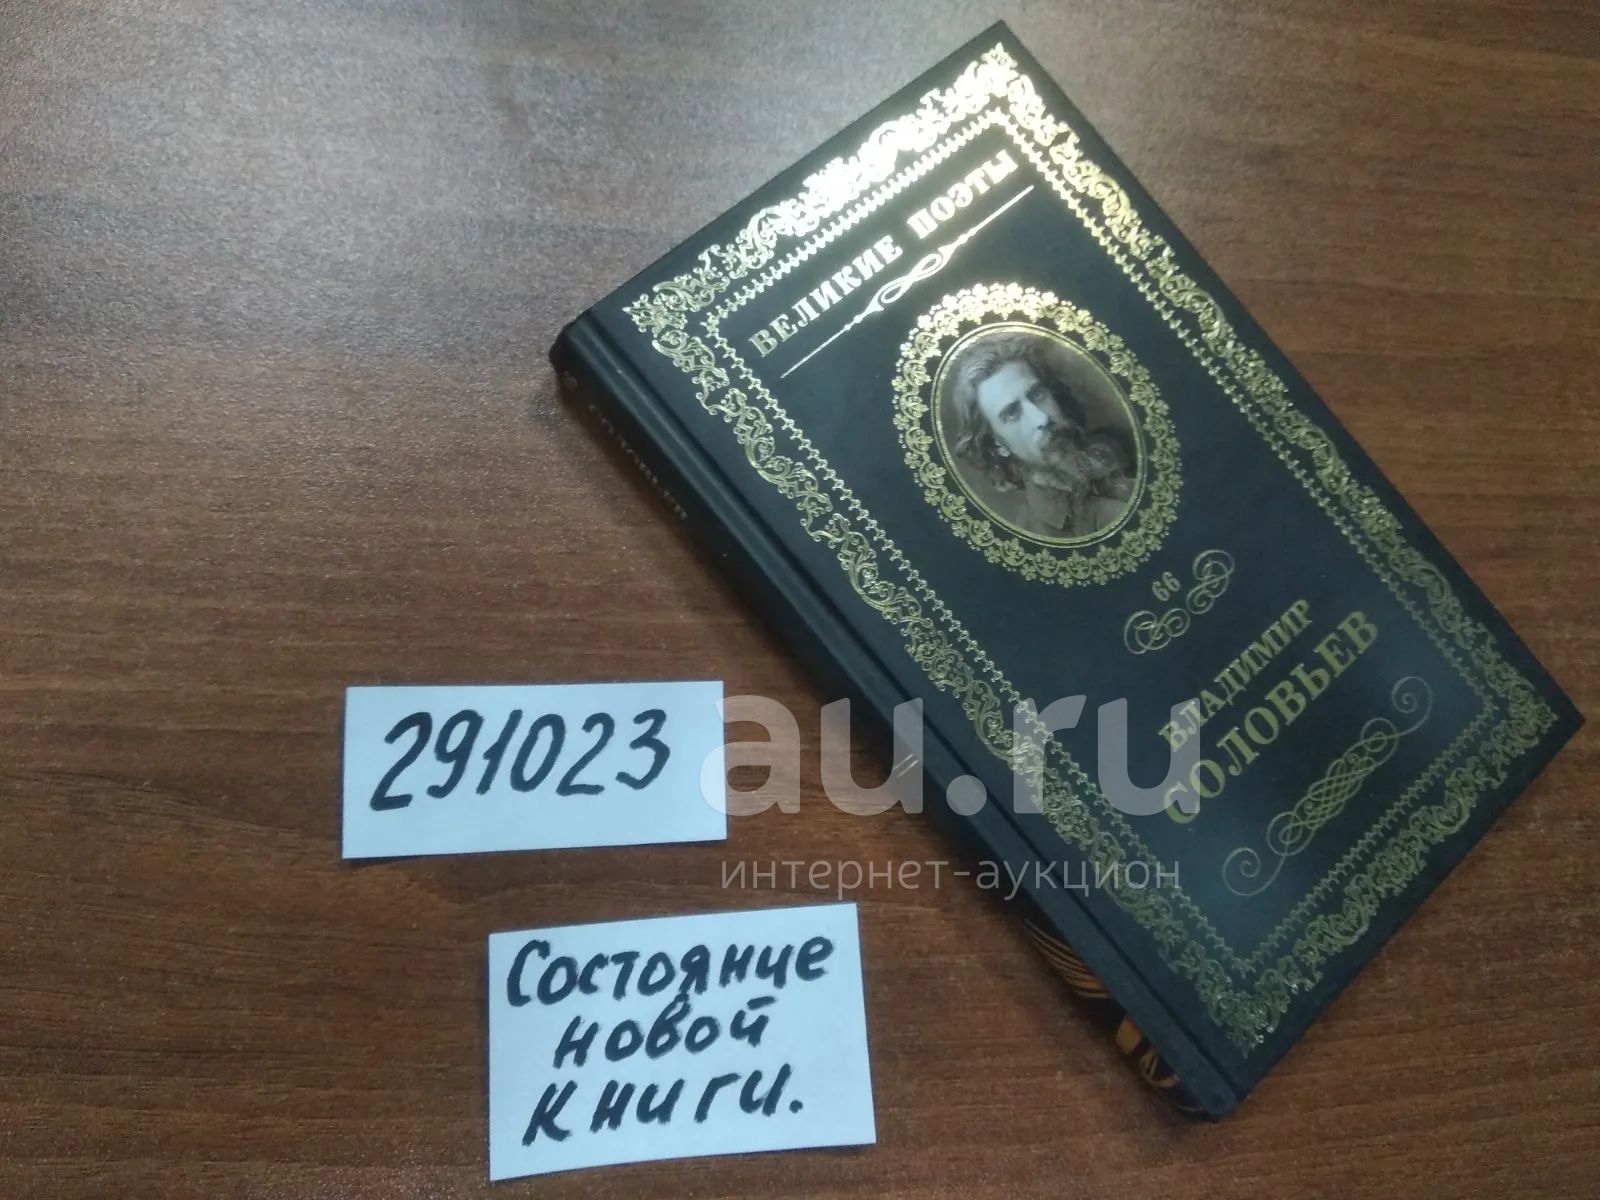 ВЕЛИКИЕ ПОЭТЫ
66
ВЛАДИМИР
СОЛОВЬЕВ
СОЛОВЬЕВ
291023
au.ru
интернет-аукцион
Состояние
новой
книги.